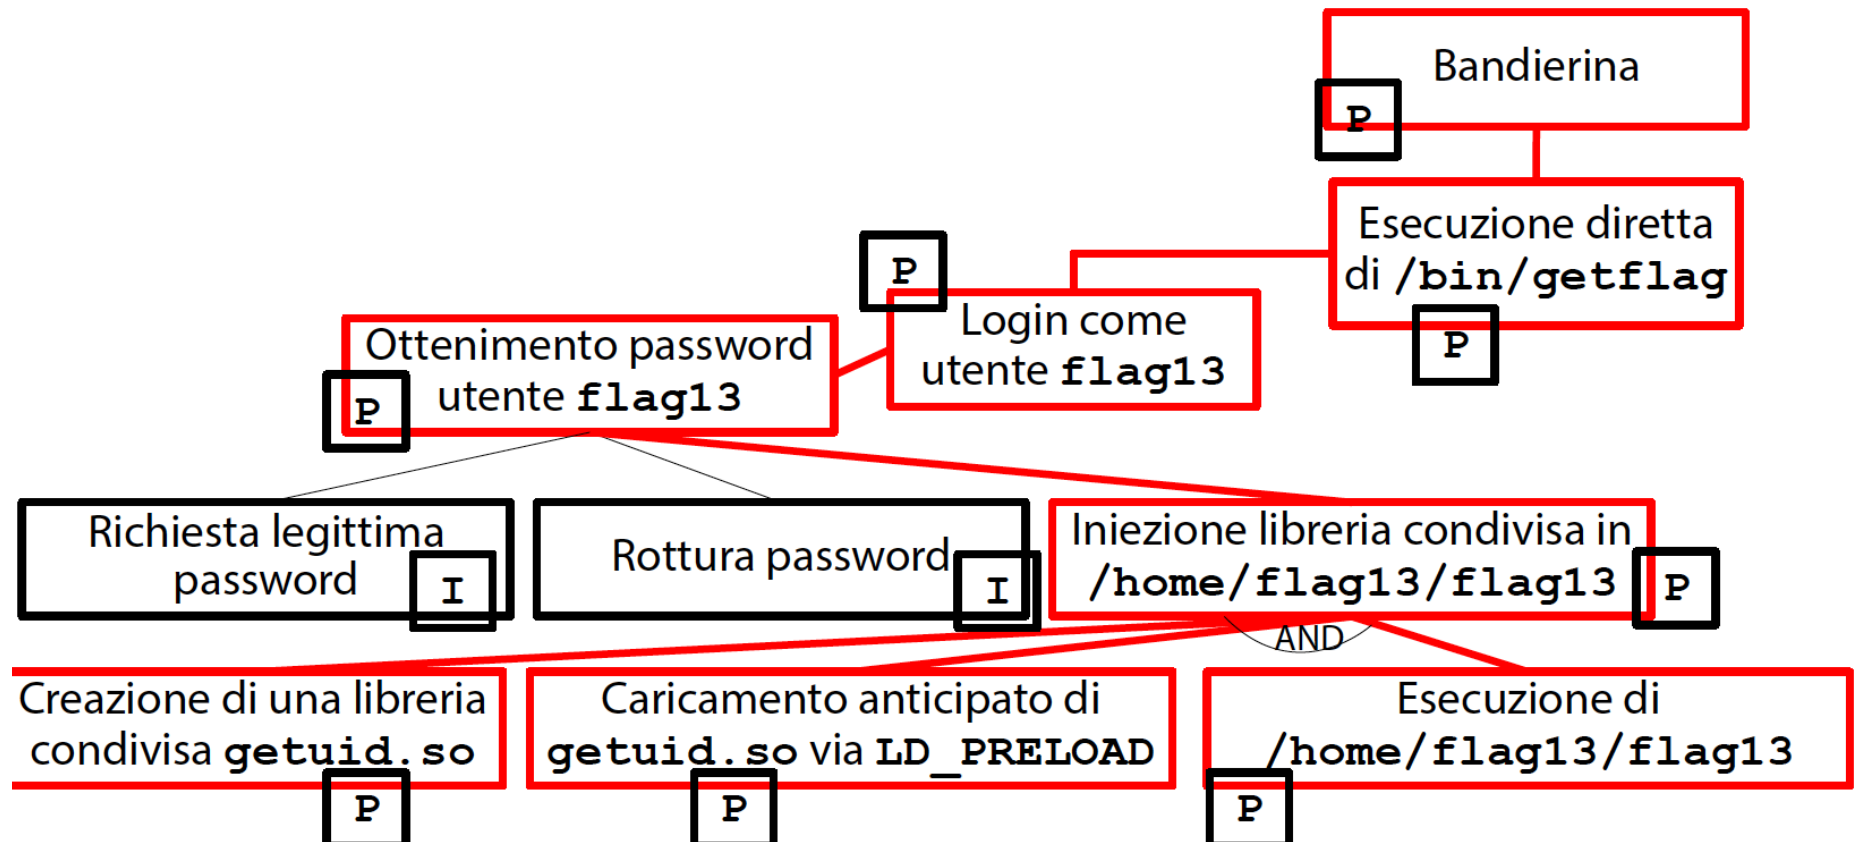 Bandierina
P
Esecuzione diretta
di /bin/getflag
P
P
Login come
utente flag13
Ottenimento password
utente flag13
P
Richiesta legittima
password
I
Rottura password
I
Iniezione libreria condivisa in
/home/flag13/flag13
P
AND
Creazione di una libreria
condivisa getuid.so
P
Caricamento anticipato di
getuid.so via LD_PRELOAD
P
Esecuzione di
/home/flag13/flag13
P